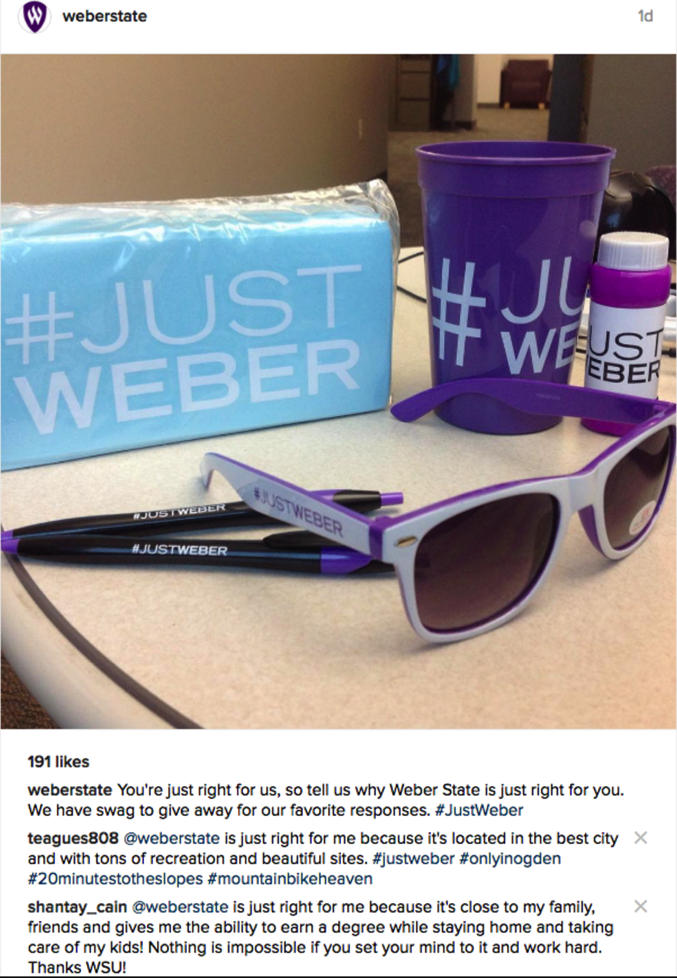 weberstate 1d
#JUST
WEBER
#JU
WE
UST
EBER
#JUSTWEBER
#JUSTWEBER
#JUSTWEBER
191 likes
weberstate You're just right for us, so tell us why Weber State is just right for you.
We have swag to give away for our favorite responses. #JustWeber
teagues808 @weberstate is just right for me because it's located in the best city
and with tons of recreation and beautiful sites. #justweber #onlyinogden
#20minutestotheslopes #mountainbikeheaven
shantay_cain @weberstate is just right for me because it's close to my family,
friends and gives me the ability to earn a degree while staying home and taking
care of my kids! Nothing is impossible if you set your mind to it and work hard.
Thanks WSU!